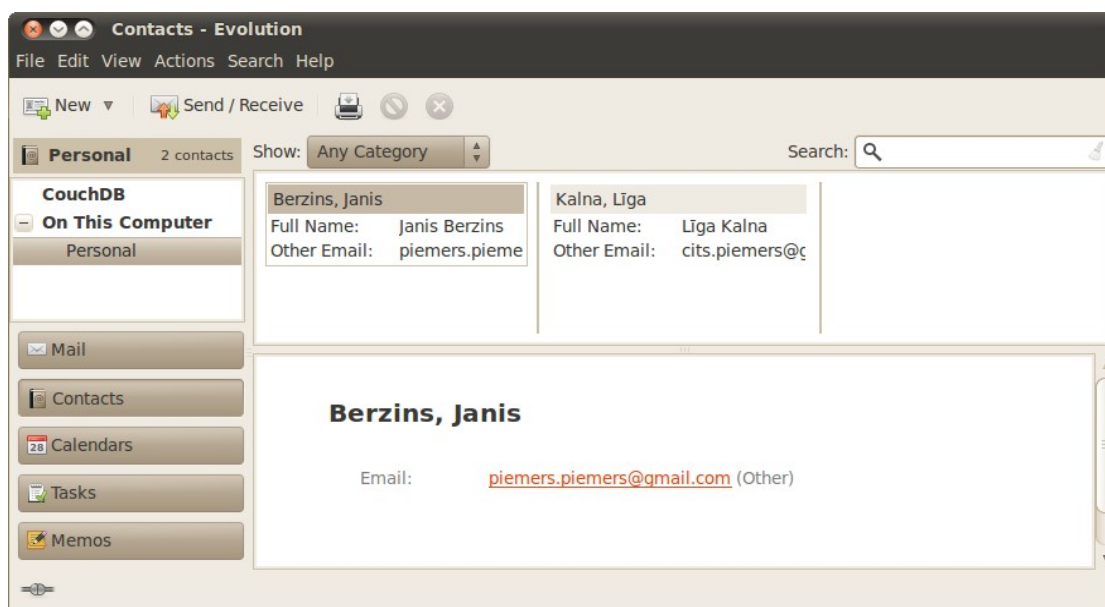 Contacts - Evolution
File Edit View Actions Search Help
New Send / Receive
Personal 2 contacts
Show: Any Category Search:
CouchDB
On This Computer
Personal
Berzins, Janis
Full Name: Janis Berzins
Other Email: piemers.pieme
Kalna, Līga
Full Name: Līga Kalna
Other Email: cits.piemers@g
Mail
Contacts
28 Calendars
Tasks
Memos
Berzins, Janis
Email: piemers.piemers@gmail.com (Other)